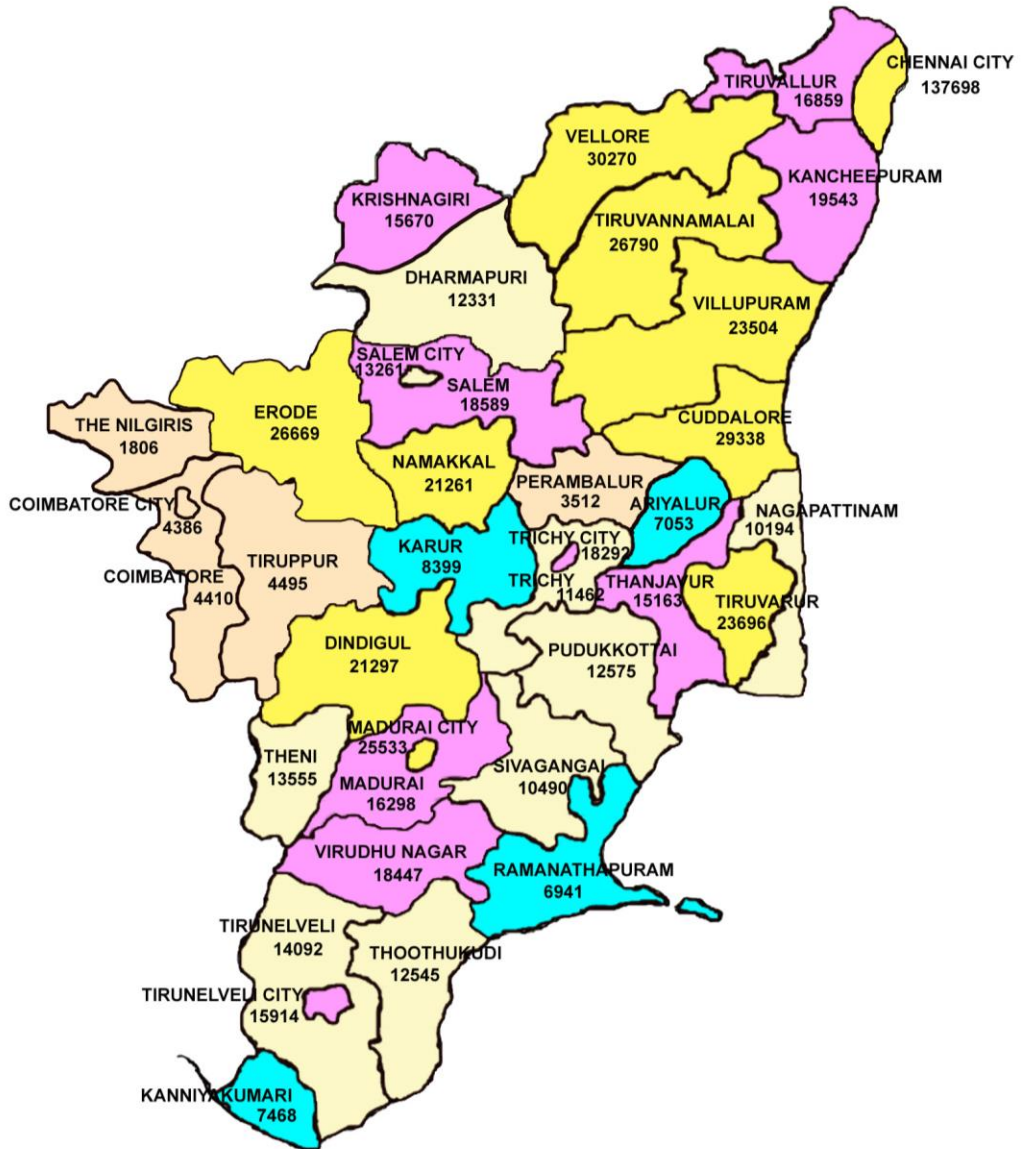 CHENNAI CITY
137698
TIRUVALLUR
16859
VELLORE
30270
KANCHEEPURAM
19543
KRISHNAGIRI
15670
TIRUVANNAMALAI
26790
DHARMAPURI
12331
VILLUPURAM
23504
SALEM CITY
13261
SALEM
18589
ERODE
26669
CUDDALORE
29338
THE NILGIRIS
1806
NAMAKKAL
21261
PERAMBALUR
3512
ARIYALUR
7053
COIMBATORE CITY
4386
NAGAPATTINAM
10194
TRICHY CITY
18292
KARUR
8399
TIRUPPUR
4495
COIMBATORE
4410
TRICHY
11462
THANJAVUR
15163
TIRUVARUR
23696
DINDIGUL
21297
PUDUKKOTTAI
12575
MADURAI CITY
25533
THENI
13555
SIVAGANGAI
10490
MADURAI
16298
VIRUDHU NAGAR
18447
RAMANATHAPURAM
6941
TIRUNELVELI
14092
THOOTHUKUDI
12545
TIRUNELVELI CITY
15914
KANNIYAKUMARI
7468